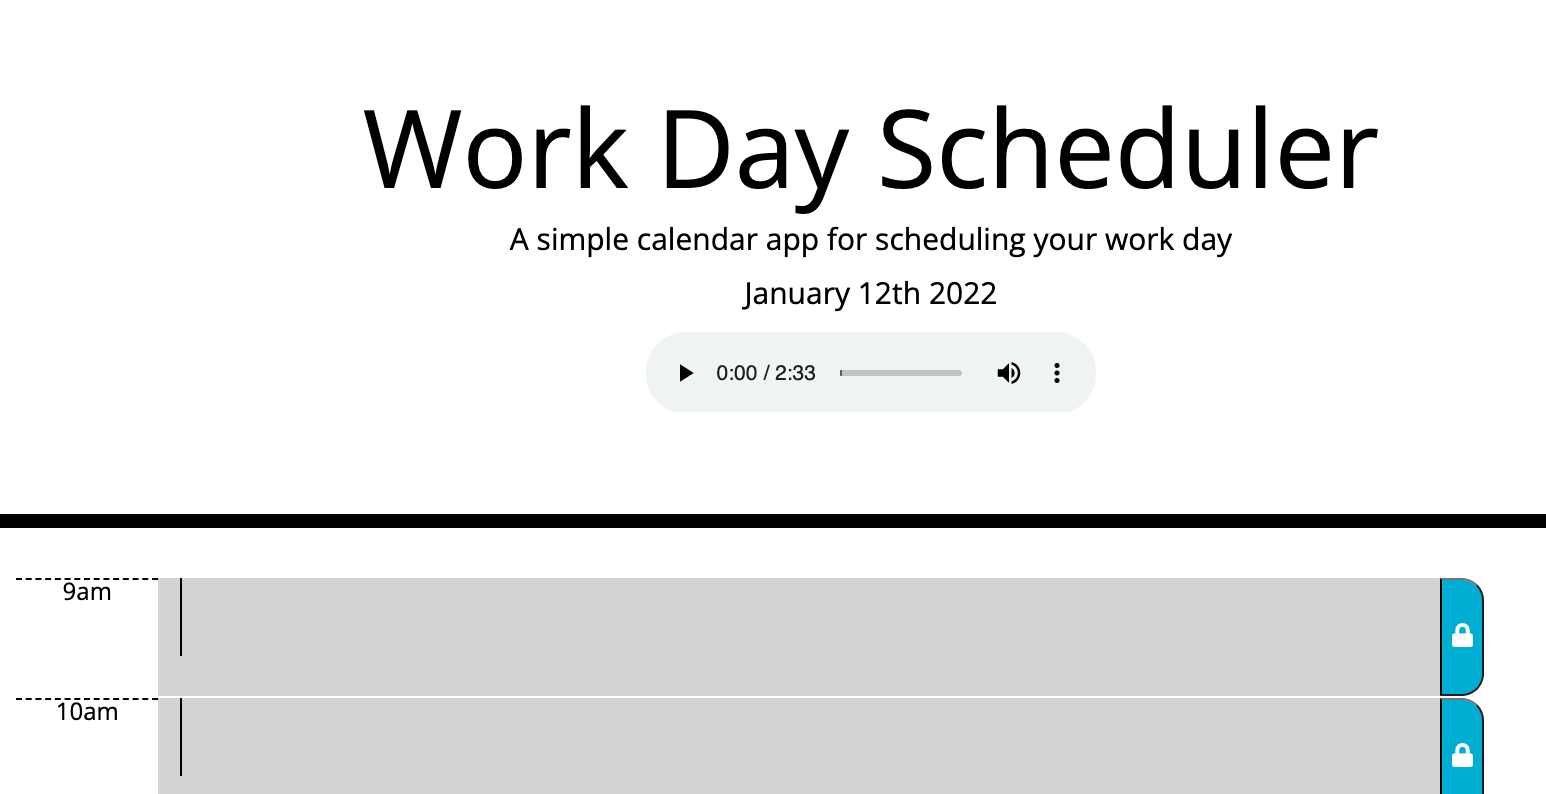 Work Day Scheduler
A simple calendar app for scheduling your work day
January 12th 2022
0:00 / 2:33
9am
10am